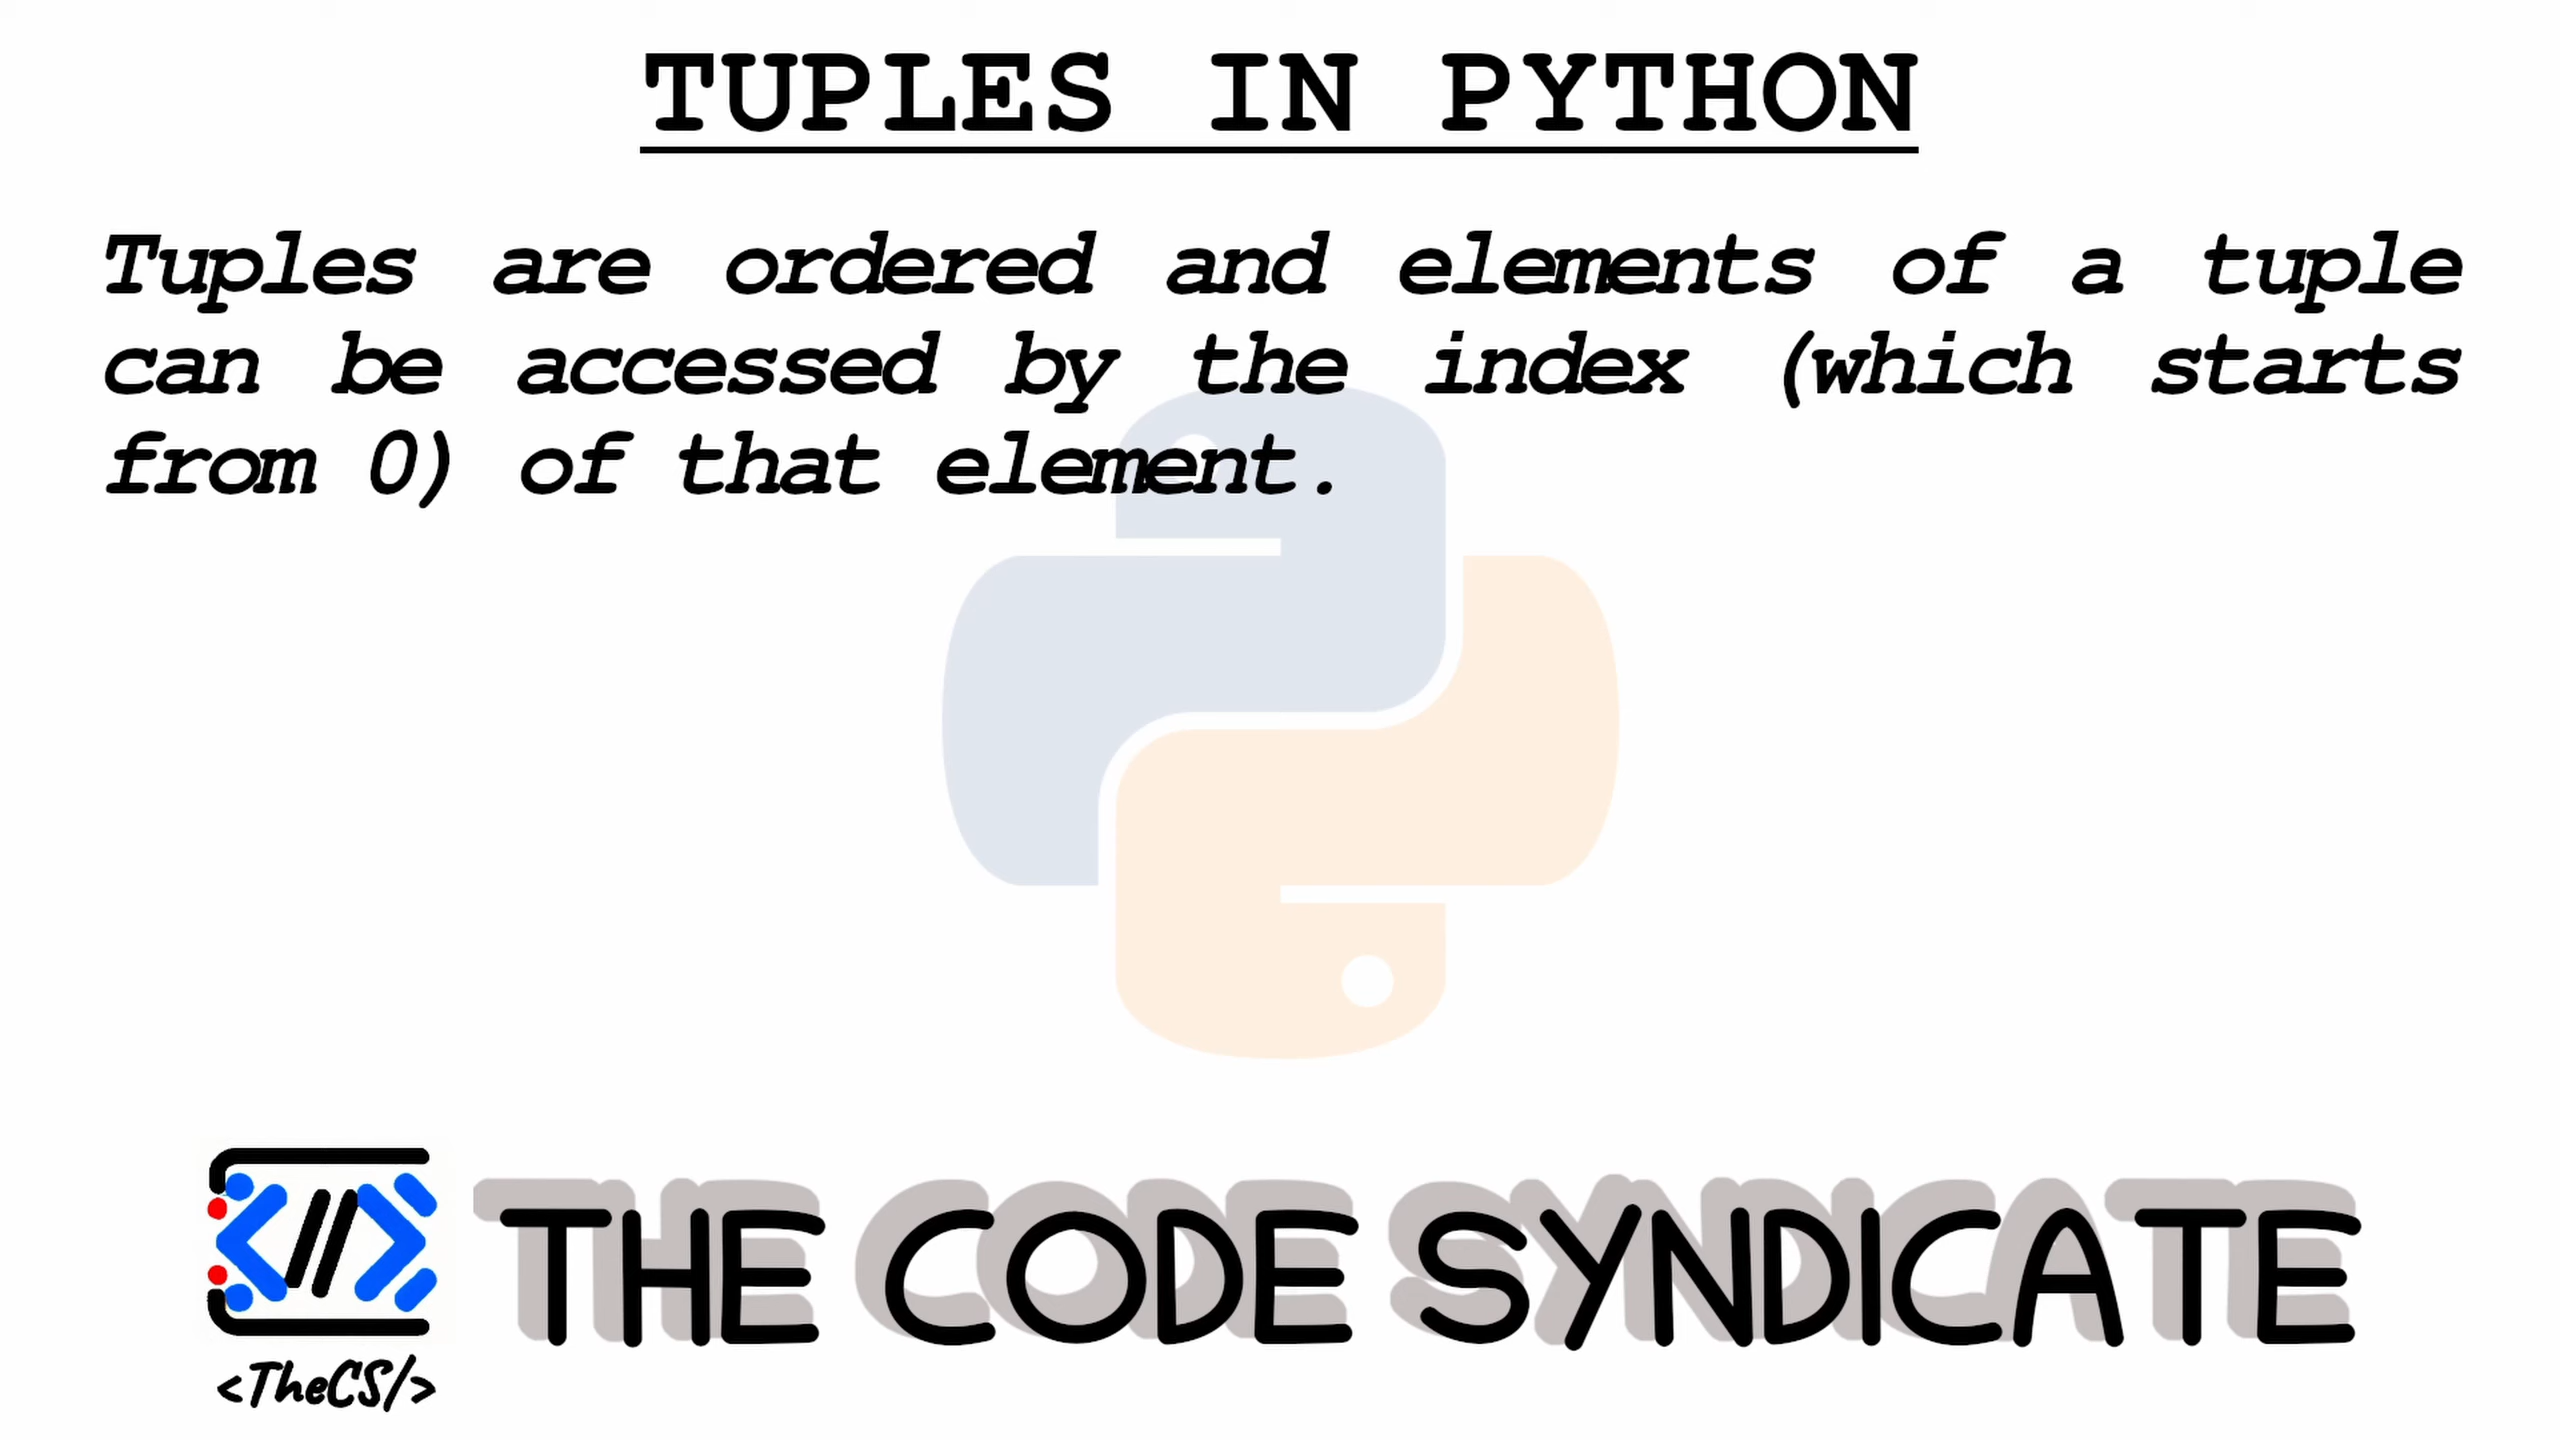 TUPLES IN PYTHON
Tuples are ordered and elements of a tuple
can be accessed by the index (which starts
from 0) of that element.
THE CODE SYNDICATE
<TheCS/>